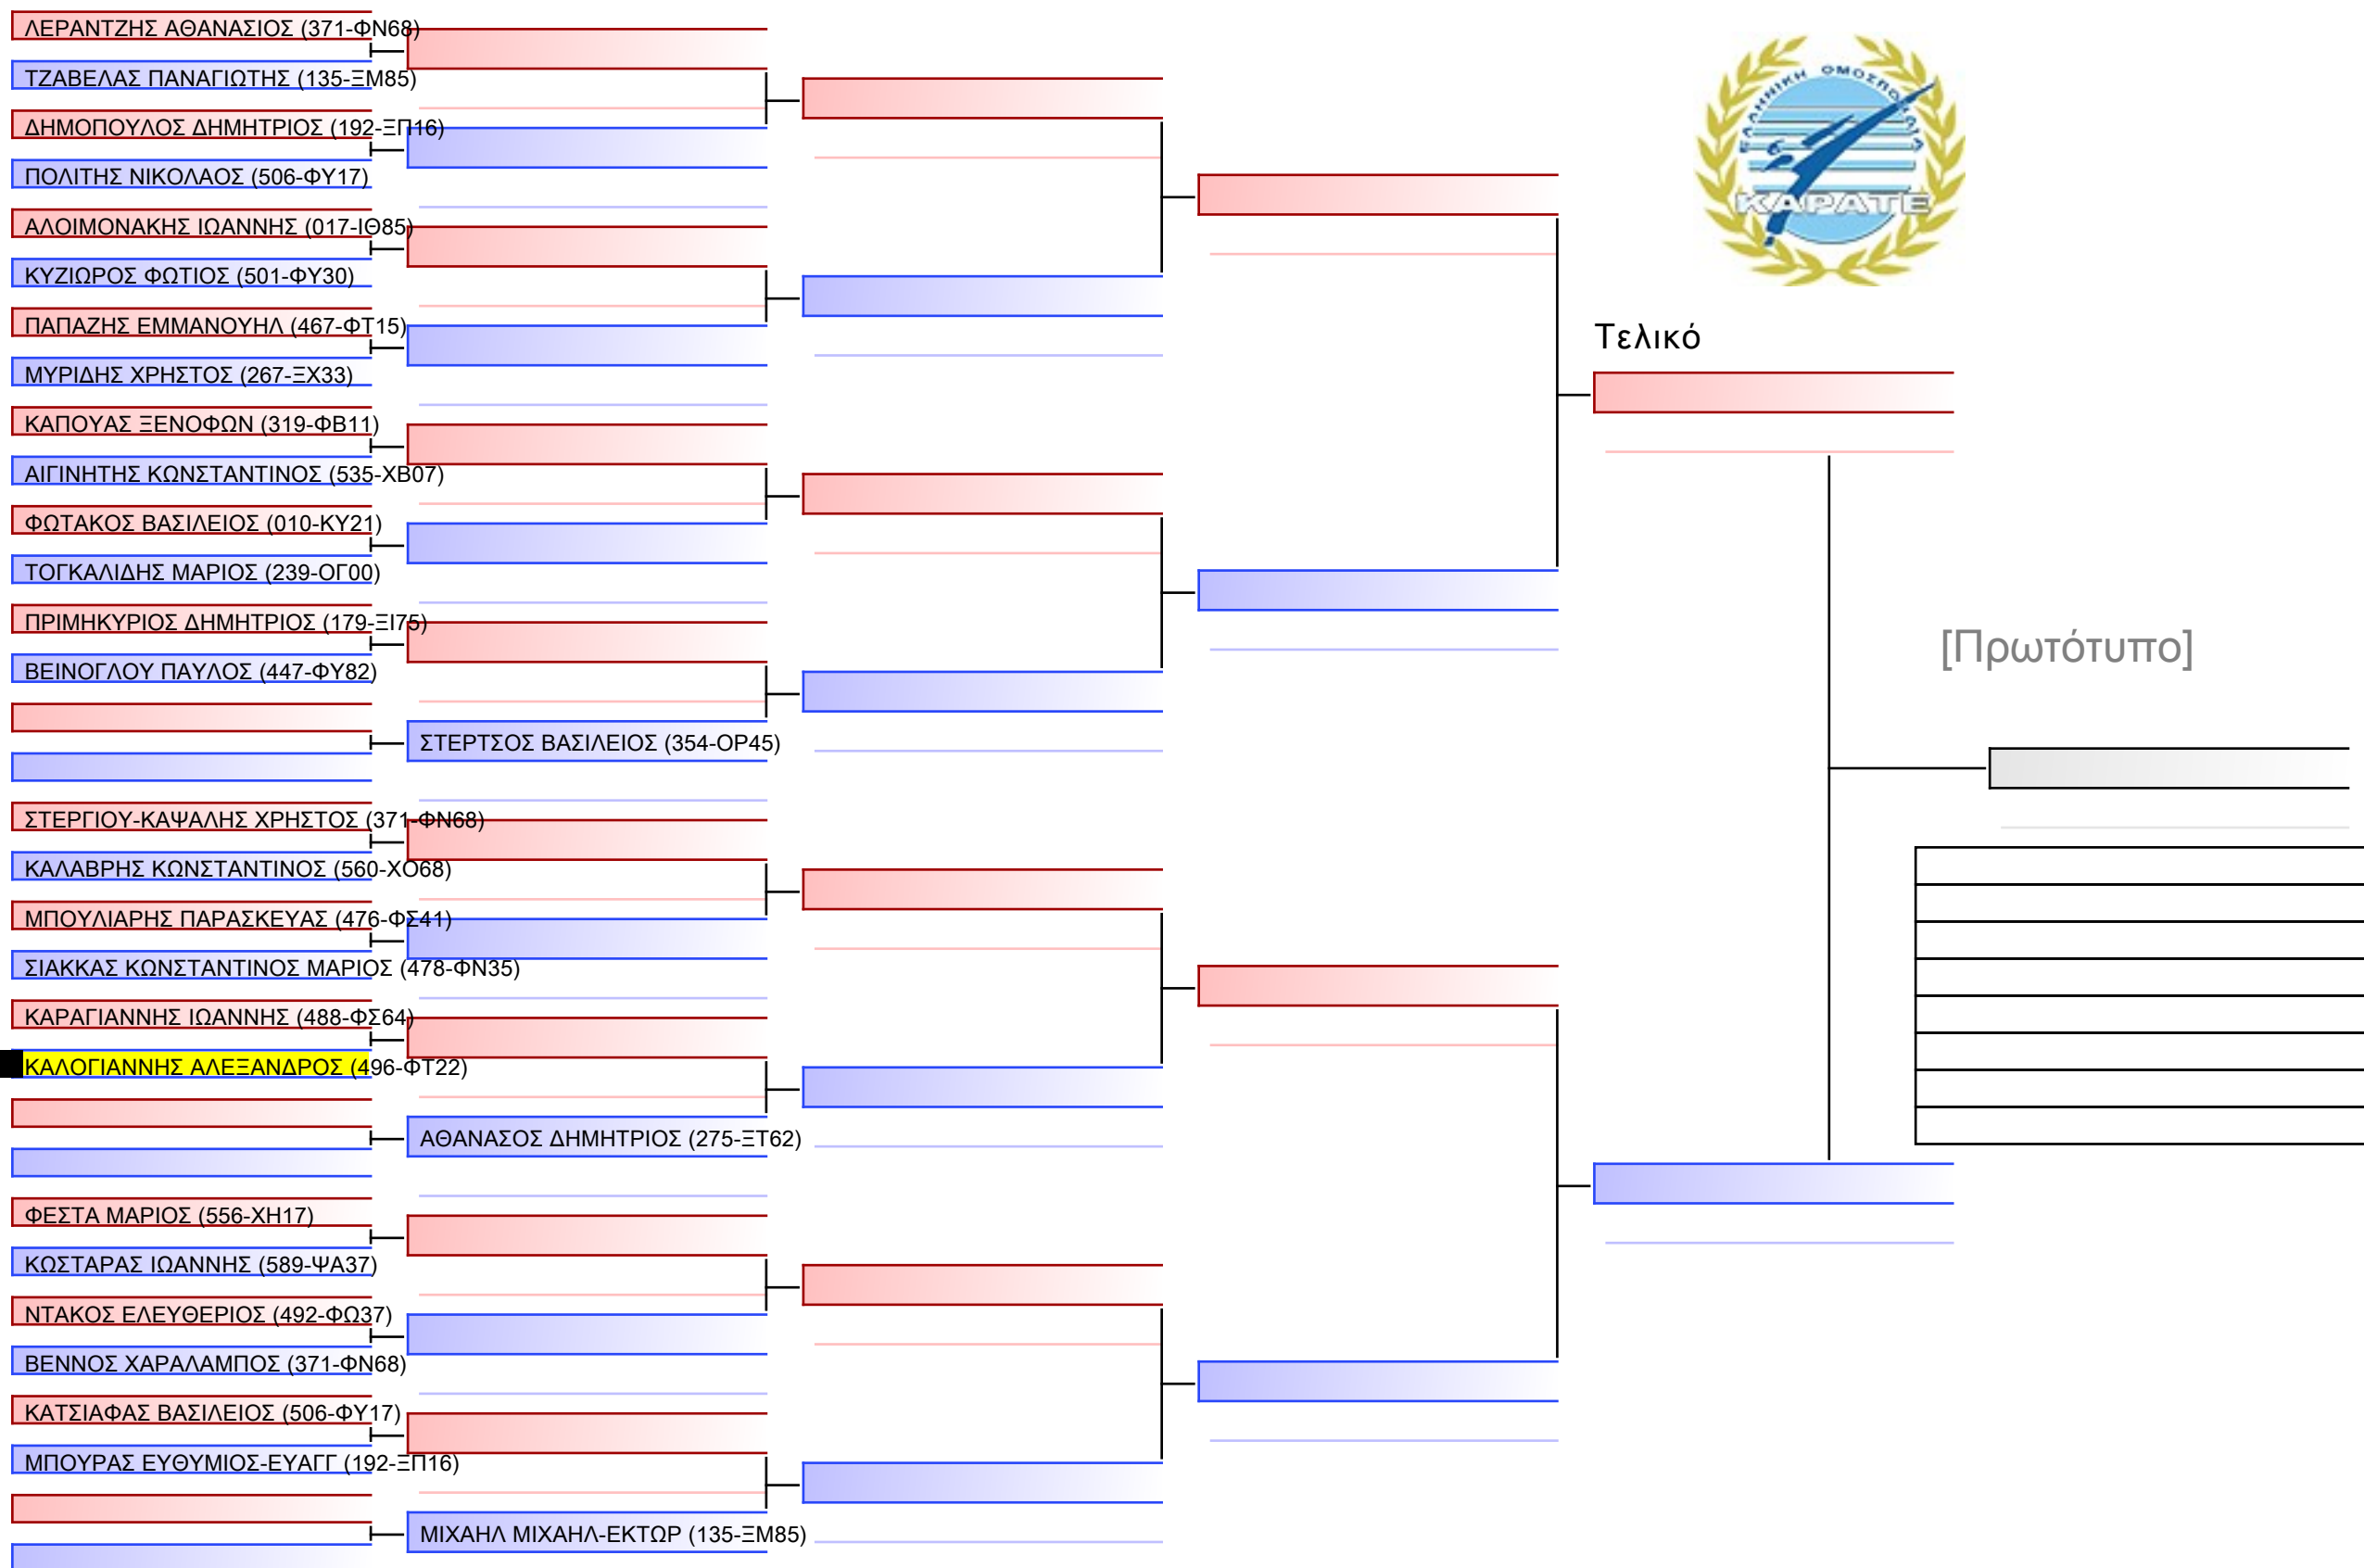 ΛΕΡΑΝΤΖΗΣ ΑΘΑΝΑΣΙΟΣ (371-ΦΝ68)
ΤΖΑΒΕΛΑΣ ΠΑΝΑΓΙΩΤΗΣ (135-ΞΜ85)
ΔΗΜΟΠΟΥΛΟΣ ΔΗΜΗΤΡΙΟΣ (192-ΞΠ16)
ΠΟΛΙΤΗΣ ΝΙΚΟΛΑΟΣ (506-ΦΥ17)
ΑΛΟΙΜΟΝΑΚΗΣ ΙΩΑΝΝΗΣ (017-ΙΘ85)
ΚΥΖΙΩΡΟΣ ΦΩΤΙΟΣ (501-ΦΥ30)
ΠΑΠΑΖΗΣ ΕΜΜΑΝΟΥΗΛ (467-ΦΤ15)
ΜΥΡΙΔΗΣ ΧΡΗΣΤΟΣ (267-ΞΧ33)
ΚΑΠΟΥΑΣ ΞΕΝΟΦΩΝ (319-ΦΒ11)
ΑΙΓΙΝΗΤΗΣ ΚΩΝΣΤΑΝΤΙΝΟΣ (535-ΧΒ07)
ΦΩΤΑΚΟΣ ΒΑΣΙΛΕΙΟΣ (010-ΚΥ21)
ΤΟΓΚΑΛΙΔΗΣ ΜΑΡΙΟΣ (239-ΟΓ00)
ΠΡΙΜΗΚΥΡΙΟΣ ΔΗΜΗΤΡΙΟΣ (179-ΞΙ75)
ΒΕΙΝΟΓΛΟΥ ΠΑΥΛΟΣ (447-ΦΥ82)
ΣΤΕΡΤΣΟΣ ΒΑΣΙΛΕΙΟΣ (354-ΟΡ45)
ΣΤΕΡΓΙΟΥ-ΚΑΨΑΛΗΣ ΧΡΗΣΤΟΣ (371-ΦΝ68)
ΚΑΛΑΒΡΗΣ ΚΩΝΣΤΑΝΤΙΝΟΣ (560-ΧΟ68)
ΜΠΟΥΛΙΑΡΗΣ ΠΑΡΑΣΚΕΥΑΣ (476-ΦΣ41)
ΣΙΑΚΚΑΣ ΚΩΝΣΤΑΝΤΙΝΟΣ ΜΑΡΙΟΣ (478-ΦΝ35)
ΚΑΡΑΓΙΑΝΝΗΣ ΙΩΑΝΝΗΣ (488-ΦΣ64)
ΚΑΛΟΓΙΑΝΝΗΣ ΑΛΕΞΑΝΔΡΟΣ (496-ΦΤ22)
ΑΘΑΝΑΣΟΣ ΔΗΜΗΤΡΙΟΣ (275-ΞΤ62)
ΦΕΣΤΑ ΜΑΡΙΟΣ (556-ΧΗ17)
ΚΩΣΤΑΡΑΣ ΙΩΑΝΝΗΣ (589-ΨΑ37)
ΝΤΑΚΟΣ ΕΛΕΥΘΕΡΙΟΣ (492-ΦΩ37)
ΒΕΝΝΟΣ ΧΑΡΑΛΑΜΠΟΣ (371-ΦΝ68)
ΚΑΤΣΙΑΦΑΣ ΒΑΣΙΛΕΙΟΣ (506-ΦΥ17)
ΜΠΟΥΡΑΣ ΕΥΘΥΜΙΟΣ-ΕΥΑΓΓ (192-ΞΠ16)
ΜΙΧΑΗΛ ΜΙΧΑΗΛ-ΕΚΤΩΡ (135-ΞΜ85)
ΕΛΛΗΝΙΚΗ ΟΜΟΣΠΟΝΔΙΑ
ΚΑΡΑΤΕ
Τελικό
[Πρωτότυπο]